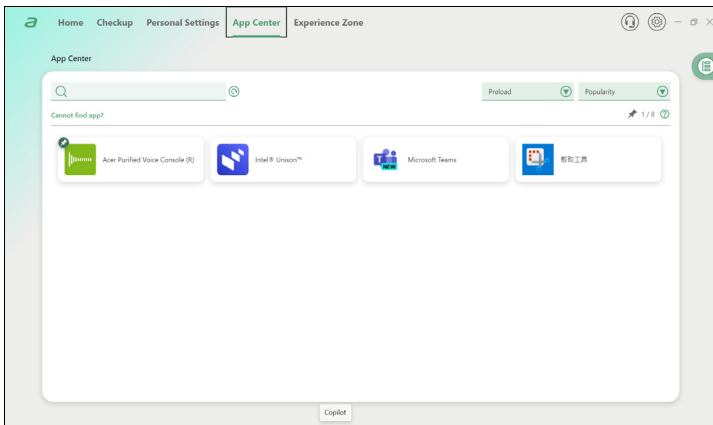 a Home Checkup Personal Settings App Center Experience Zone
App Center
Preload Popularity
Cannot find app? 1 / 8
Acer Purified Voice Console (R) Intel® Unison™ Microsoft Teams 剪取工具
NEW
Copilot